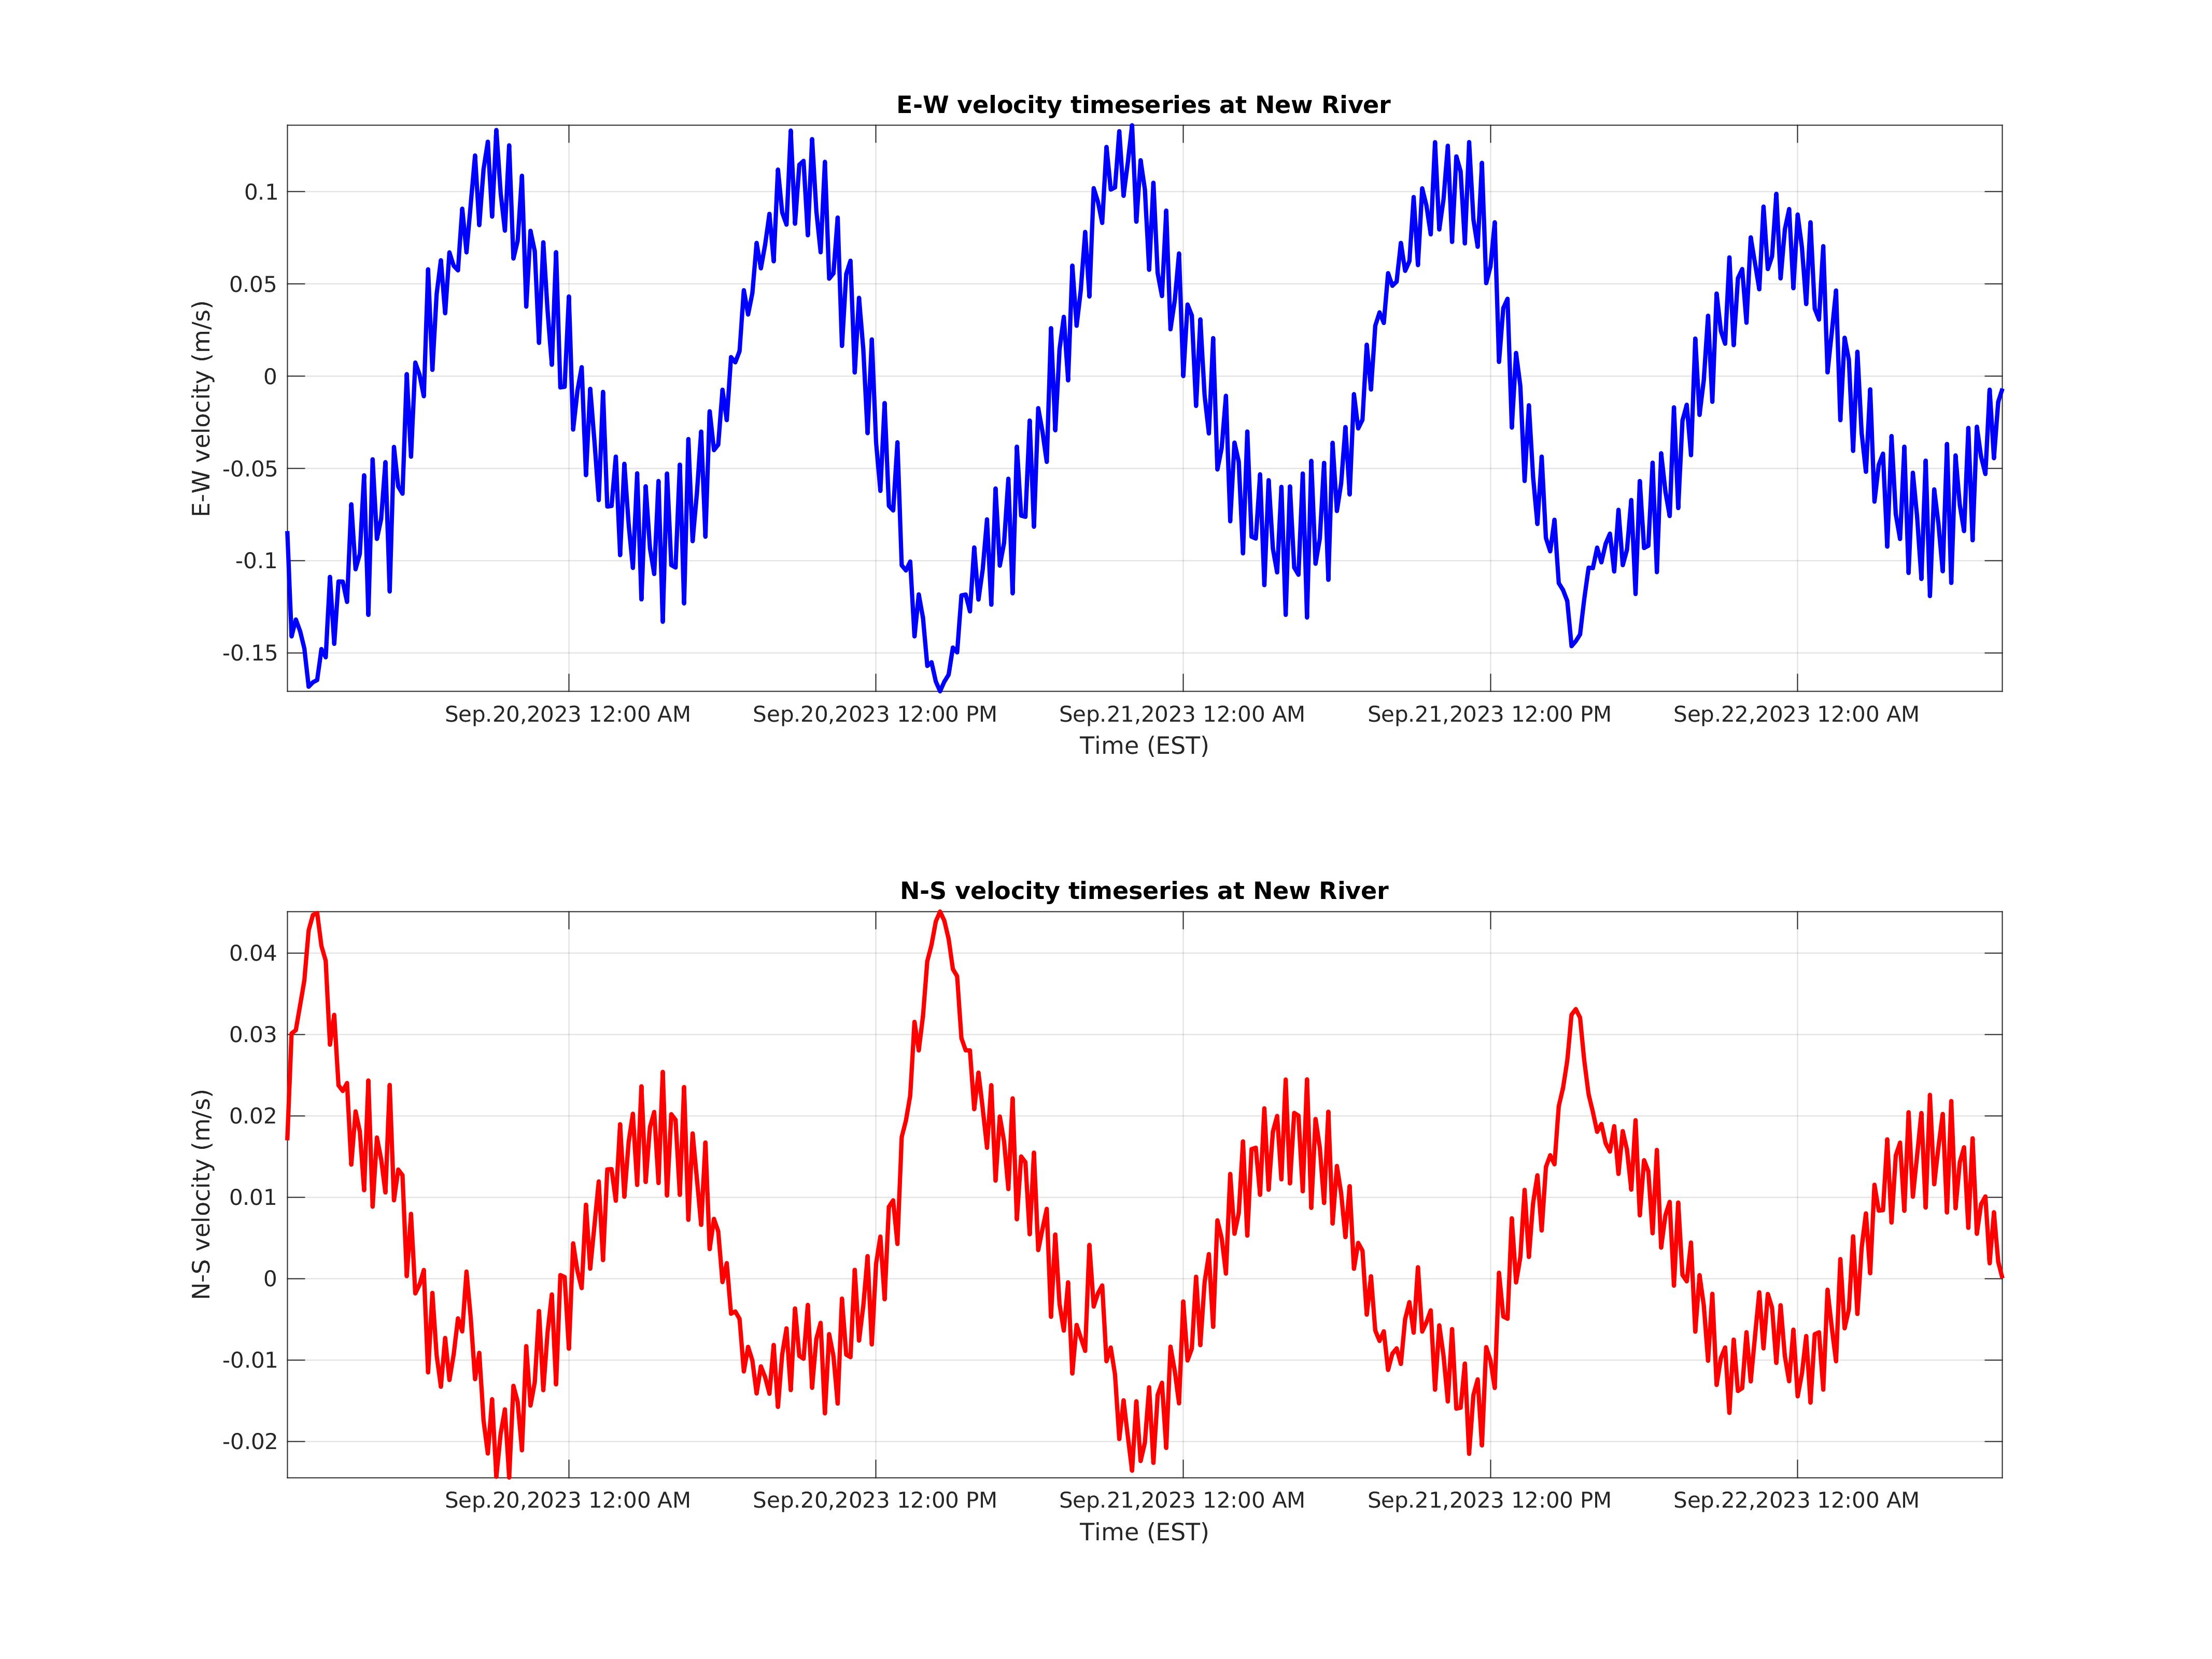 E-W velocity timeseries at New River
E-W velocity (m/s)
0.1
0.05
0
-0.05
-0.1
-0.15
Sep.20,2023 12:00 AM Sep.20,2023 12:00 PM Sep.21,2023 12:00 AM Sep.21,2023 12:00 PM Sep.22,2023 12:00 AM
Time (EST)
N-S velocity timeseries at New River
N-S velocity (m/s)
0.04
0.03
0.02
0.01
0
-0.01
-0.02
Sep.20,2023 12:00 AM Sep.20,2023 12:00 PM Sep.21,2023 12:00 AM Sep.21,2023 12:00 PM Sep.22,2023 12:00 AM
Time (EST)